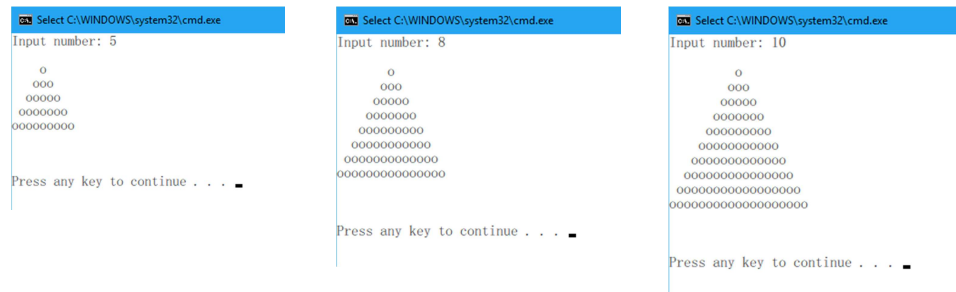 Select C:\WINDOWS\system32\cmd.exe
Input number: 5
o
ooo
ooooo
ooooooo
ooooooooo
Press any key to continue . . .
Select C:\WINDOWS\system32\cmd.exe
Input number: 8
o
ooo
ooooo
ooooooo
ooooooooo
ooooooooooo
ooooooooooooo
ooooooooooooooo
Press any key to continue . . .
Select C:\WINDOWS\system32\cmd.exe
Input number: 10
o
ooo
ooooo
ooooooo
ooooooooo
ooooooooooo
ooooooooooooo
ooooooooooooooo
ooooooooooooooooo
ooooooooooooooooooo
Press any key to continue . . .